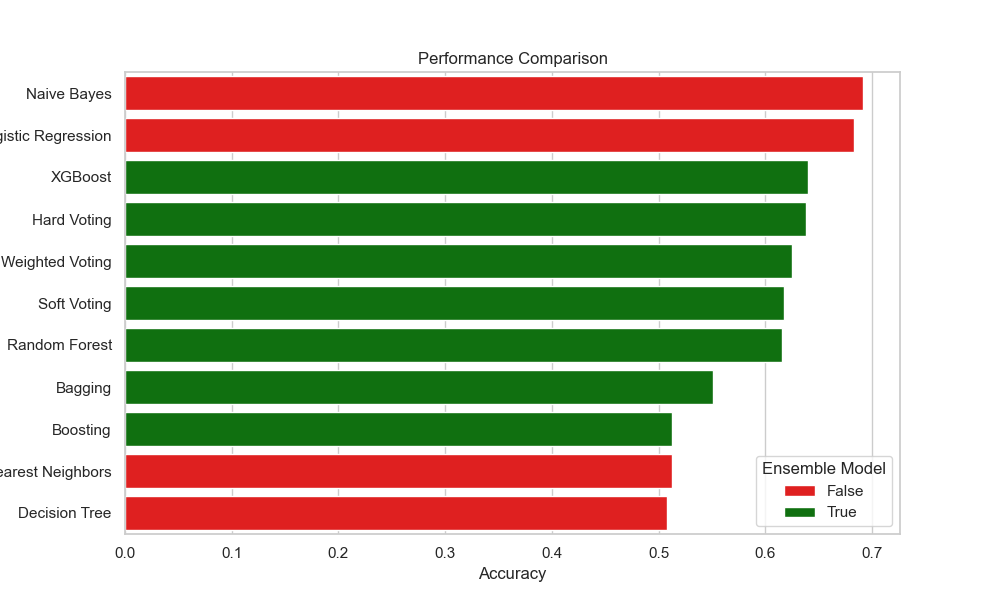 Performance Comparison
Naive Bayes
gistic Regression
XGBoost
Hard Voting
Weighted Voting
Soft Voting
Random Forest
Bagging
Boosting
earest Neighbors
Decision Tree
Ensemble Model
False
True
0.0 0.1 0.2 0.3 0.4 0.5 0.6 0.7
Accuracy